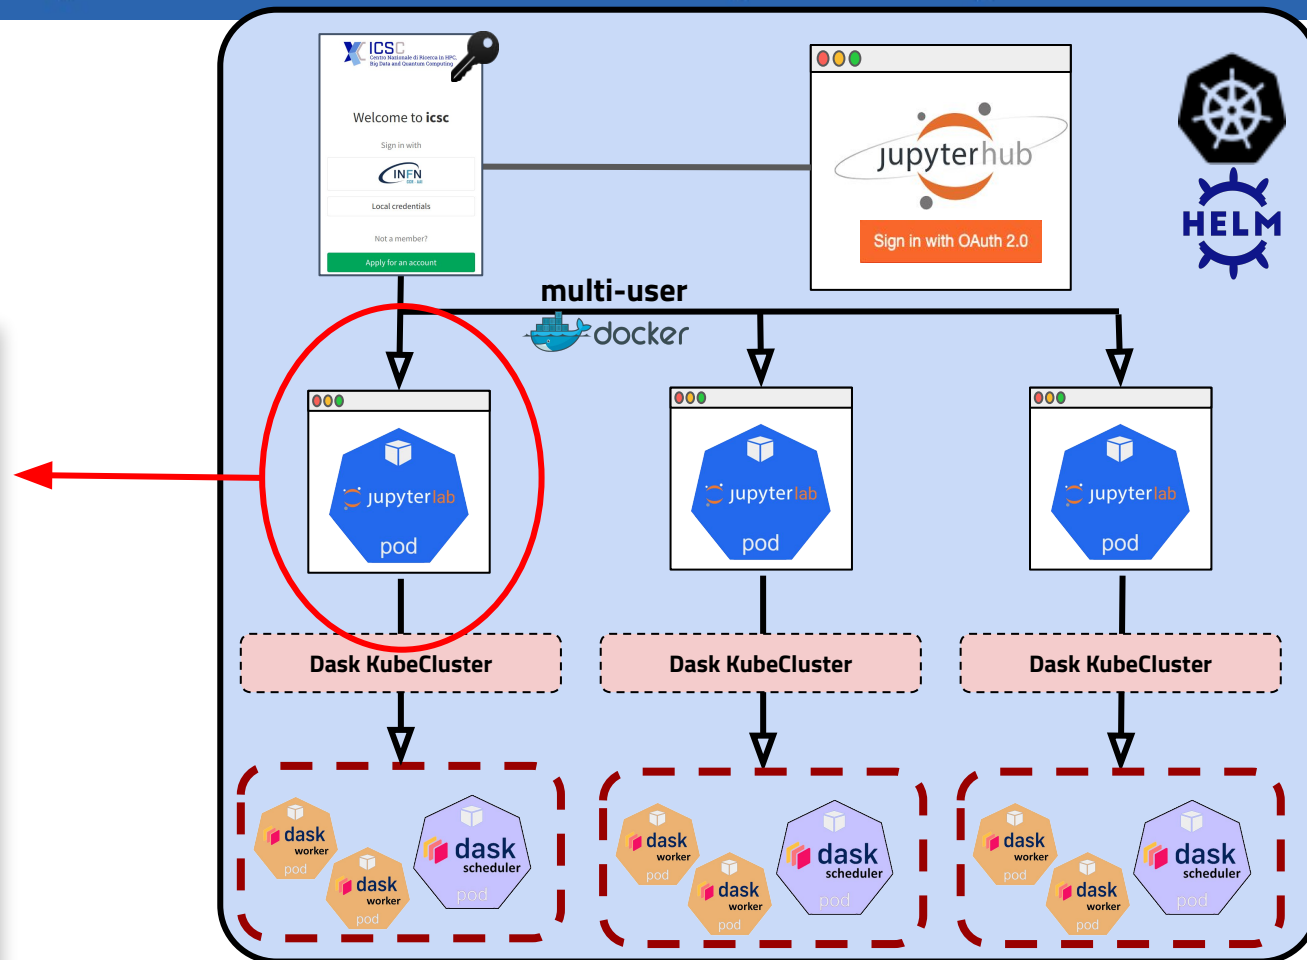 ICSC
Centro Nazionale di Ricerca in HPC,
Big Data and Quantum Computing
Welcome to icsc
Sign in with
INFN
CCR - AAI
Local credentials
Not a member?
Apply for an account
jupyterhub
Sign in with OAuth 2.0
HELM
multi-user
docker
jupyterlab
pod
jupyterlab
pod
jupyterlab
pod
Dask KubeCluster
Dask KubeCluster
Dask KubeCluster
dask
worker
pod
dask
worker
pod
dask
scheduler
pod
dask
worker
pod
dask
worker
pod
dask
scheduler
pod
dask
worker
pod
dask
worker
pod
dask
scheduler
pod